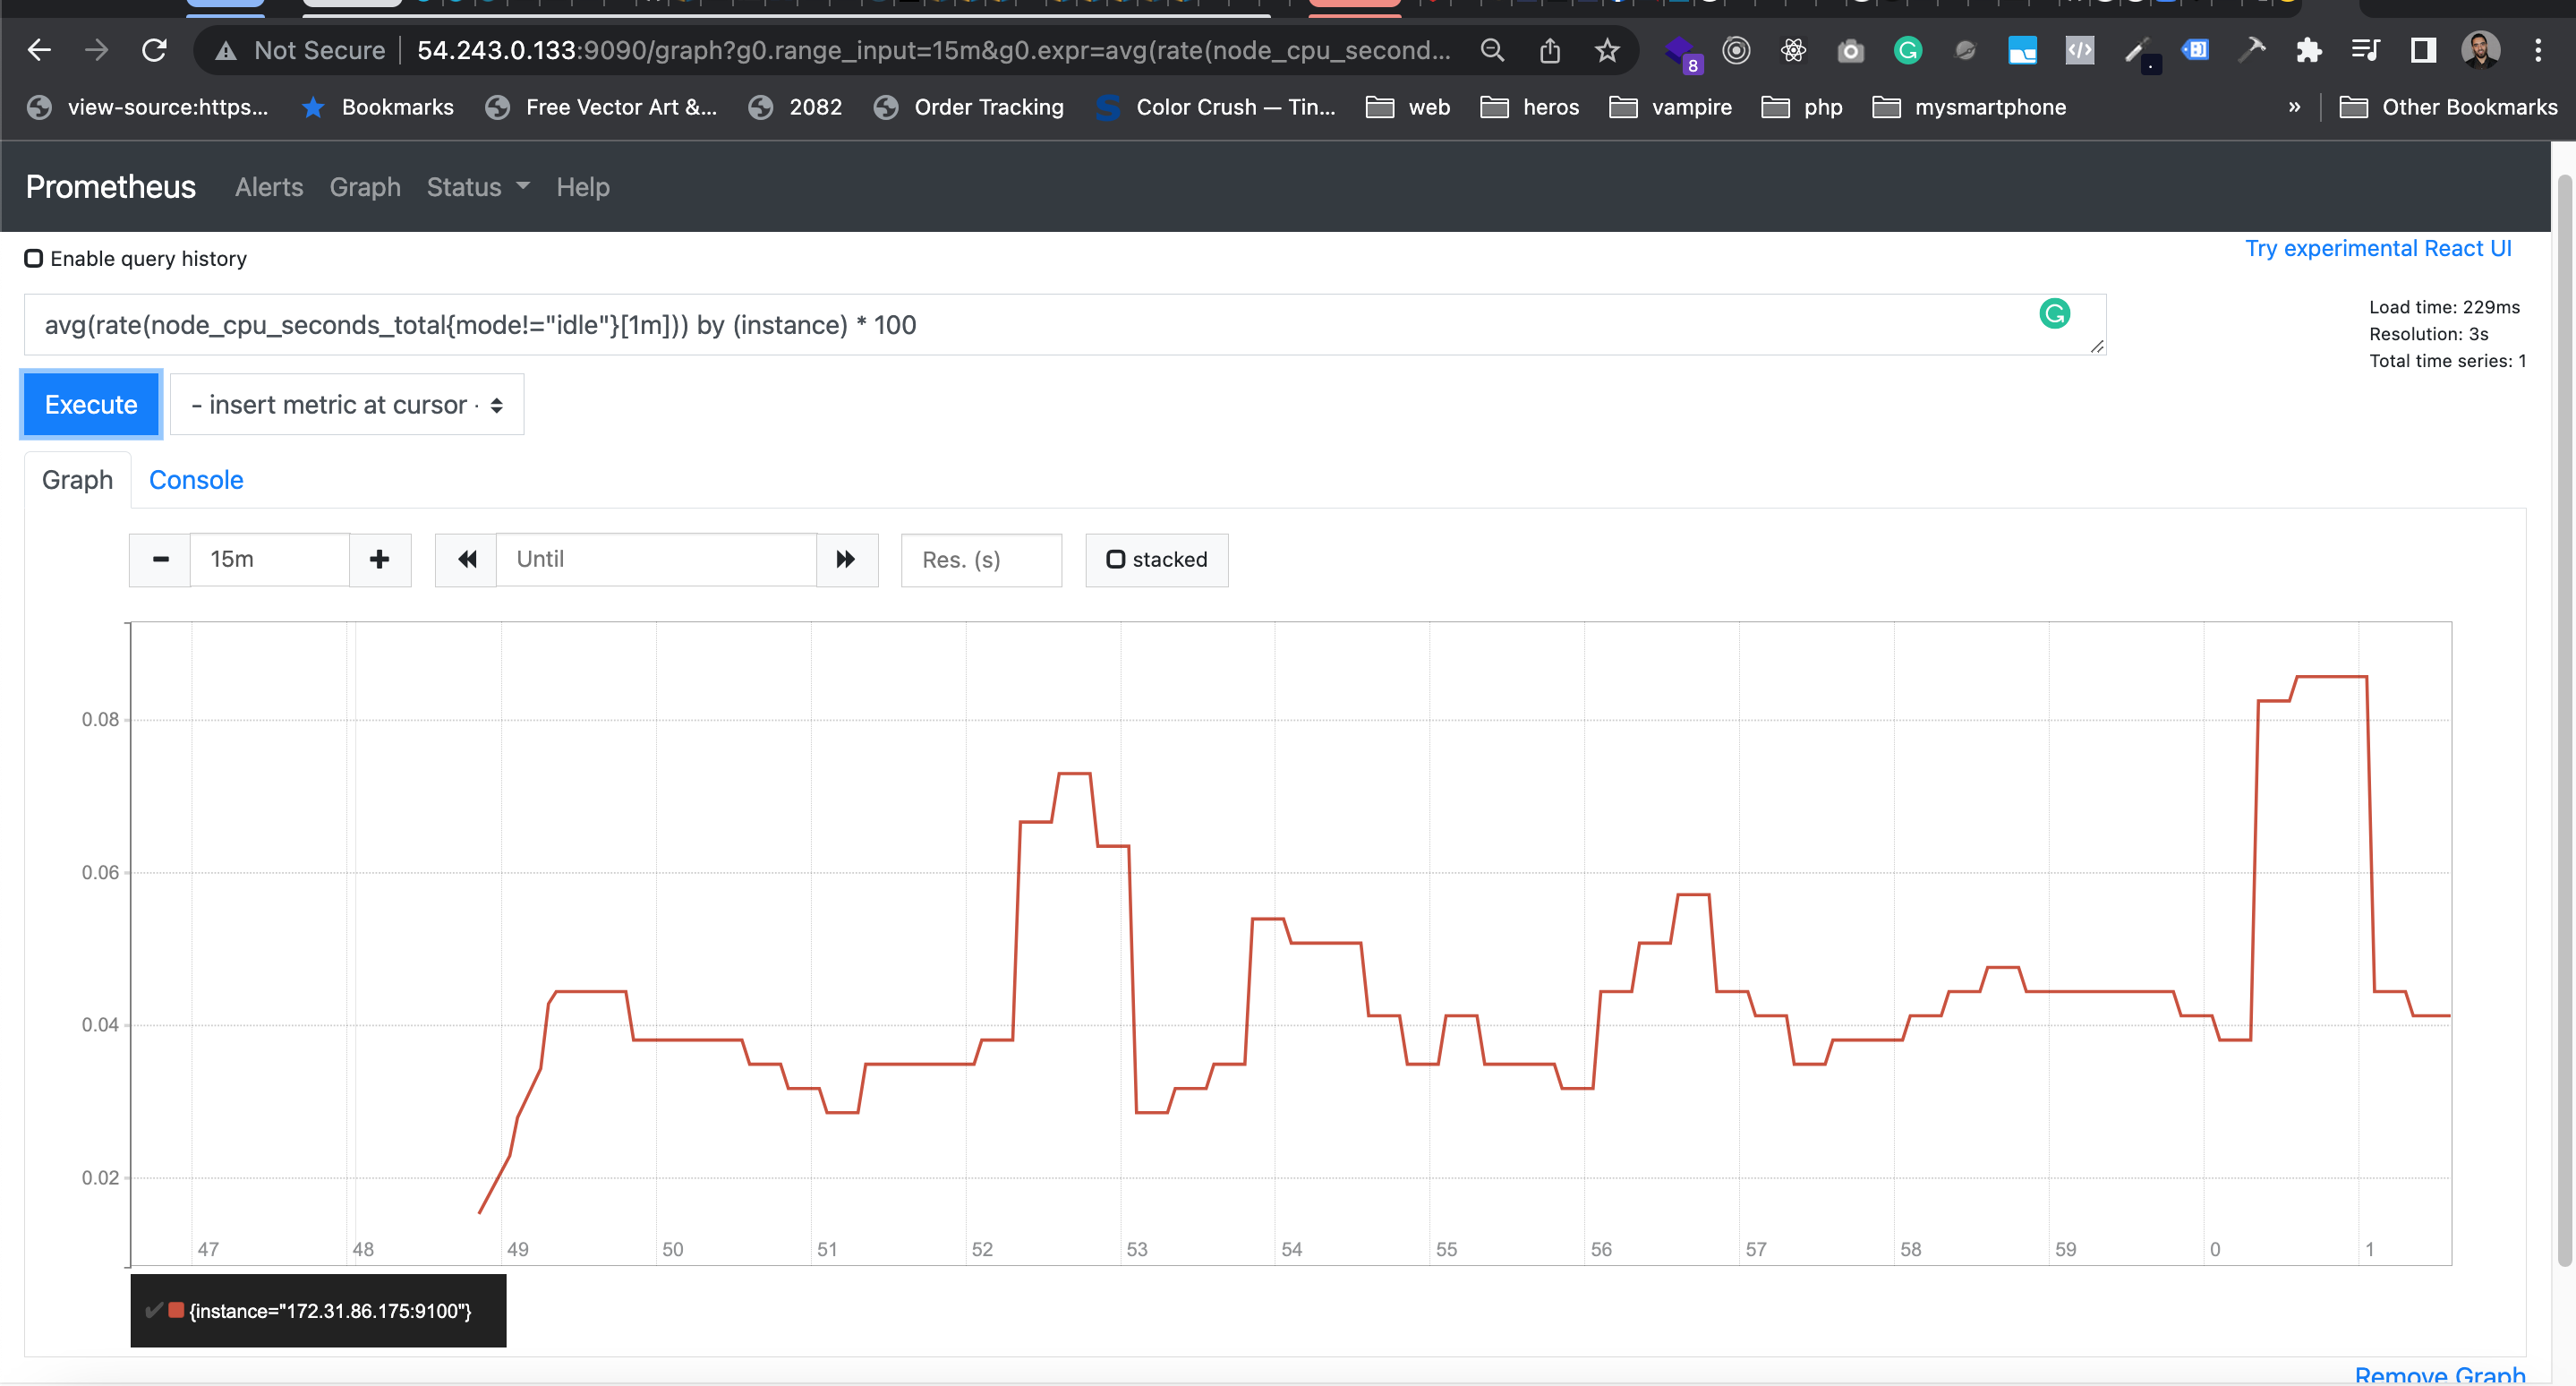 Not Secure 54.243.0.133:9090/graph?g0.range_input=15m&g0.expr=avg(rate(node_cpu_second...
8
view-source:https... Bookmarks Free Vector Art &... 2082 Order Tracking Color Crush — Tin... web heros vampire php mysmartphone » Other Bookmarks
Prometheus Alerts Graph Status Help
Enable query history
Try experimental React UI
avg(rate(node_cpu_seconds_total{mode!="idle"}[1m])) by (instance) * 100
Load time: 229ms
Resolution: 3s
Total time series: 1
Execute - insert metric at cursor -
Graph Console
15m Until Res. (s) stacked
0.08
0.06
0.04
0.02
47 48 49 50 51 52 53 54 55 56 57 58 59 0 1
{instance="172.31.86.175:9100"}
Remove Graph